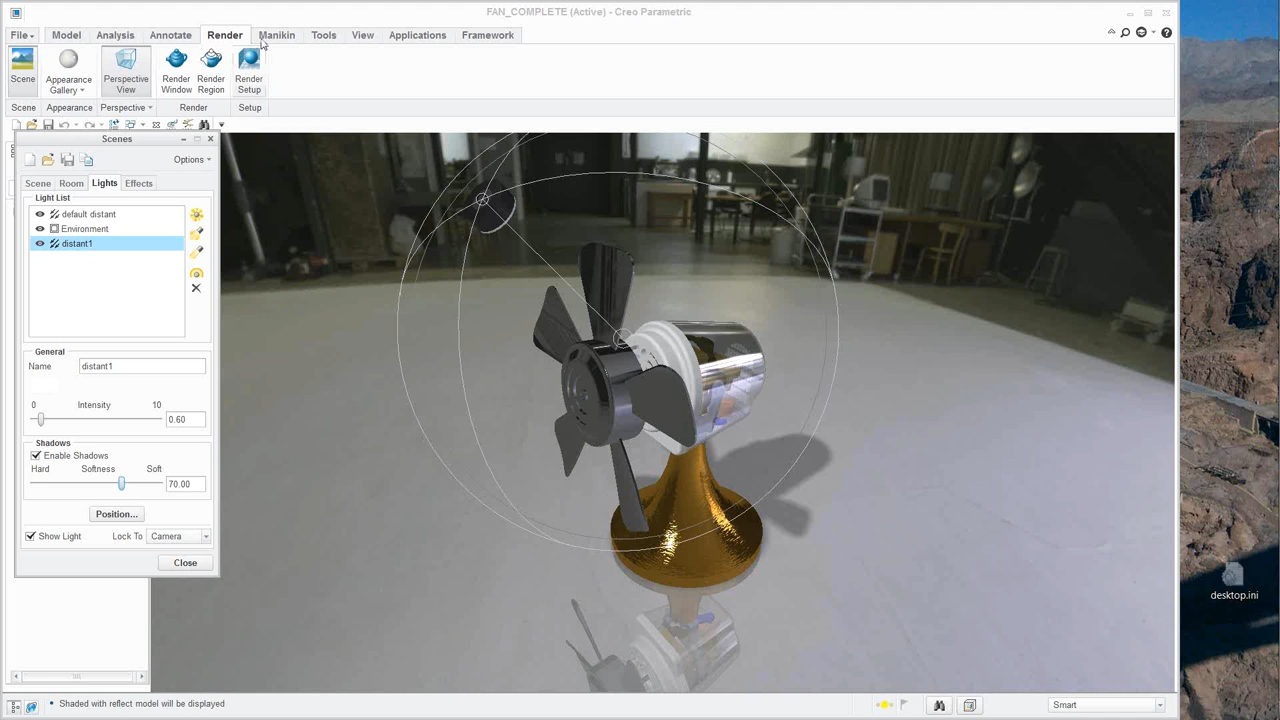 FAN_COMPLETE (Active) - Creo Parametric
File Model Analysis Annotate Render Manikin Tools View Applications Framework
Scene Appearance Gallery Perspective View Render Window Render Region Render Setup
Scene Appearance Perspective Render Setup
Scenes
Options
Scene Room Lights Effects
Light List
default distant
Environment
distant1
General
Name distant1
0 Intensity 10
0.60
Shadows
Enable Shadows
Hard Softness Soft
70.00
Position...
Show Light Lock To Camera
Close
desktop.ini
• Shaded with reflect model will be displayed
Smart